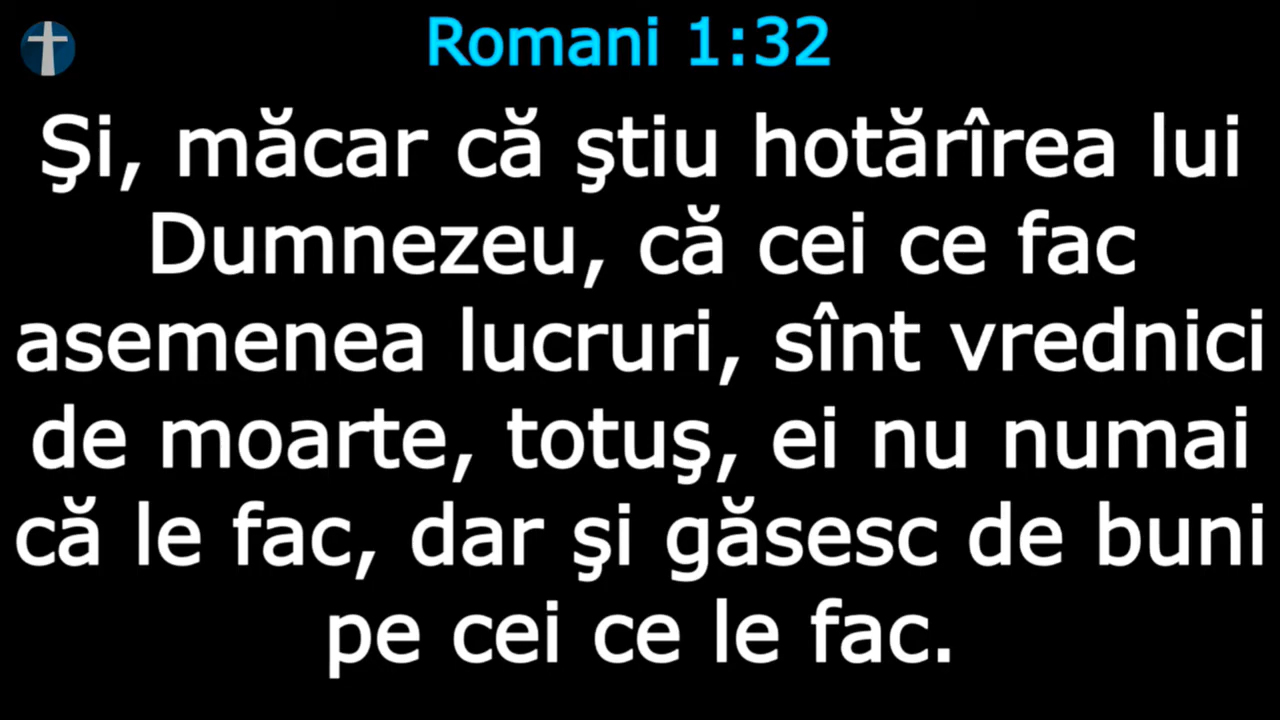 Romani 1:32
Şi, măcar că ştiu hotărîrea lui
Dumnezeu, că cei ce fac
asemenea lucruri, sînt vrednici
de moarte, totuş, ei nu numai
că le fac, dar şi găsesc de buni
pe cei ce le fac.